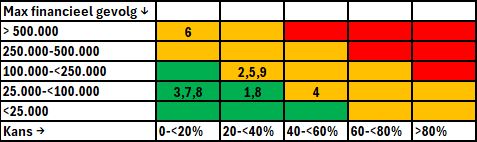 Max financieel gevolg ↓
> 500.000 6
250.000-500.000
100.000-<250.000 2,5,9
25.000-<100.000 3,7,8 1,8 4
<25.000
Kans → 0-<20% 20-<40% 40-<60% 60-<80% >80%